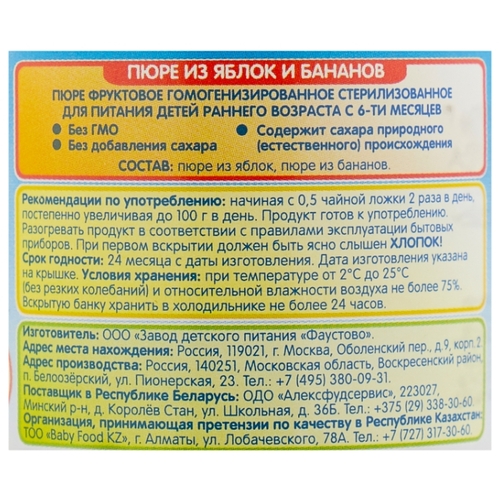 ПЮРЕ ИЗ ЯБЛОК И БАНАНОВ
ПЮРЕ ФРУКТОВОЕ ГОМОГЕНИЗИРОВАННОЕ СТЕРИЛИЗОВАННОЕ
ДЛЯ ПИТАНИЯ ДЕТЕЙ РАННЕГО ВОЗРАСТА С 6-ТИ МЕСЯЦЕВ
• Без ГМО
• Без добавления сахара
• Содержит сахара природного
(естественного) происхождения
СОСТАВ: пюре из яблок, пюре из бананов.
Рекомендации по употреблению: начиная с 0,5 чайной ложки 2 раза в день,
постепенно увеличивая до 100 г в день. Продукт готов к употреблению.
Разогревать продукт в соответствии с правилами эксплуатации бытовых
приборов. При первом вскрытии должен быть ясно слышен ХЛОПОК!
Срок годности: 24 месяца с даты изготовления. Дата изготовления указана
на крышке. Условия хранения: при температуре от 2°С до 25°С
(без резких колебаний) и относительной влажности воздуха не более 75%.
Вскрытую банку хранить в холодильнике не более 24 часов.
Изготовитель: ООО «Завод детского питания «Фаустово».
Адрес места нахождения: Россия, 119021, г. Москва, Оболенский пер., д.9, корп.2
Адрес производства: Россия, 140251, Московская область, Воскресенский район,
п. Белоозёрский, ул. Пионерская, 23. Тел.: +7 (495) 380-09-31.
Поставщик в Республике Беларусь: ОДО «Алексфудсервис», 223027,
Минский р-н, д. Королёв Стан, ул. Школьная, д. 36Б. Тел.: +375 (29) 338-30-60
Организация, принимающая претензии по качеству в Республике Казахстан:
ТОО «Baby Food KZ», г. Алматы, ул. Лобачевского, 78А. Тел.: +7 (727) 317-30-60.